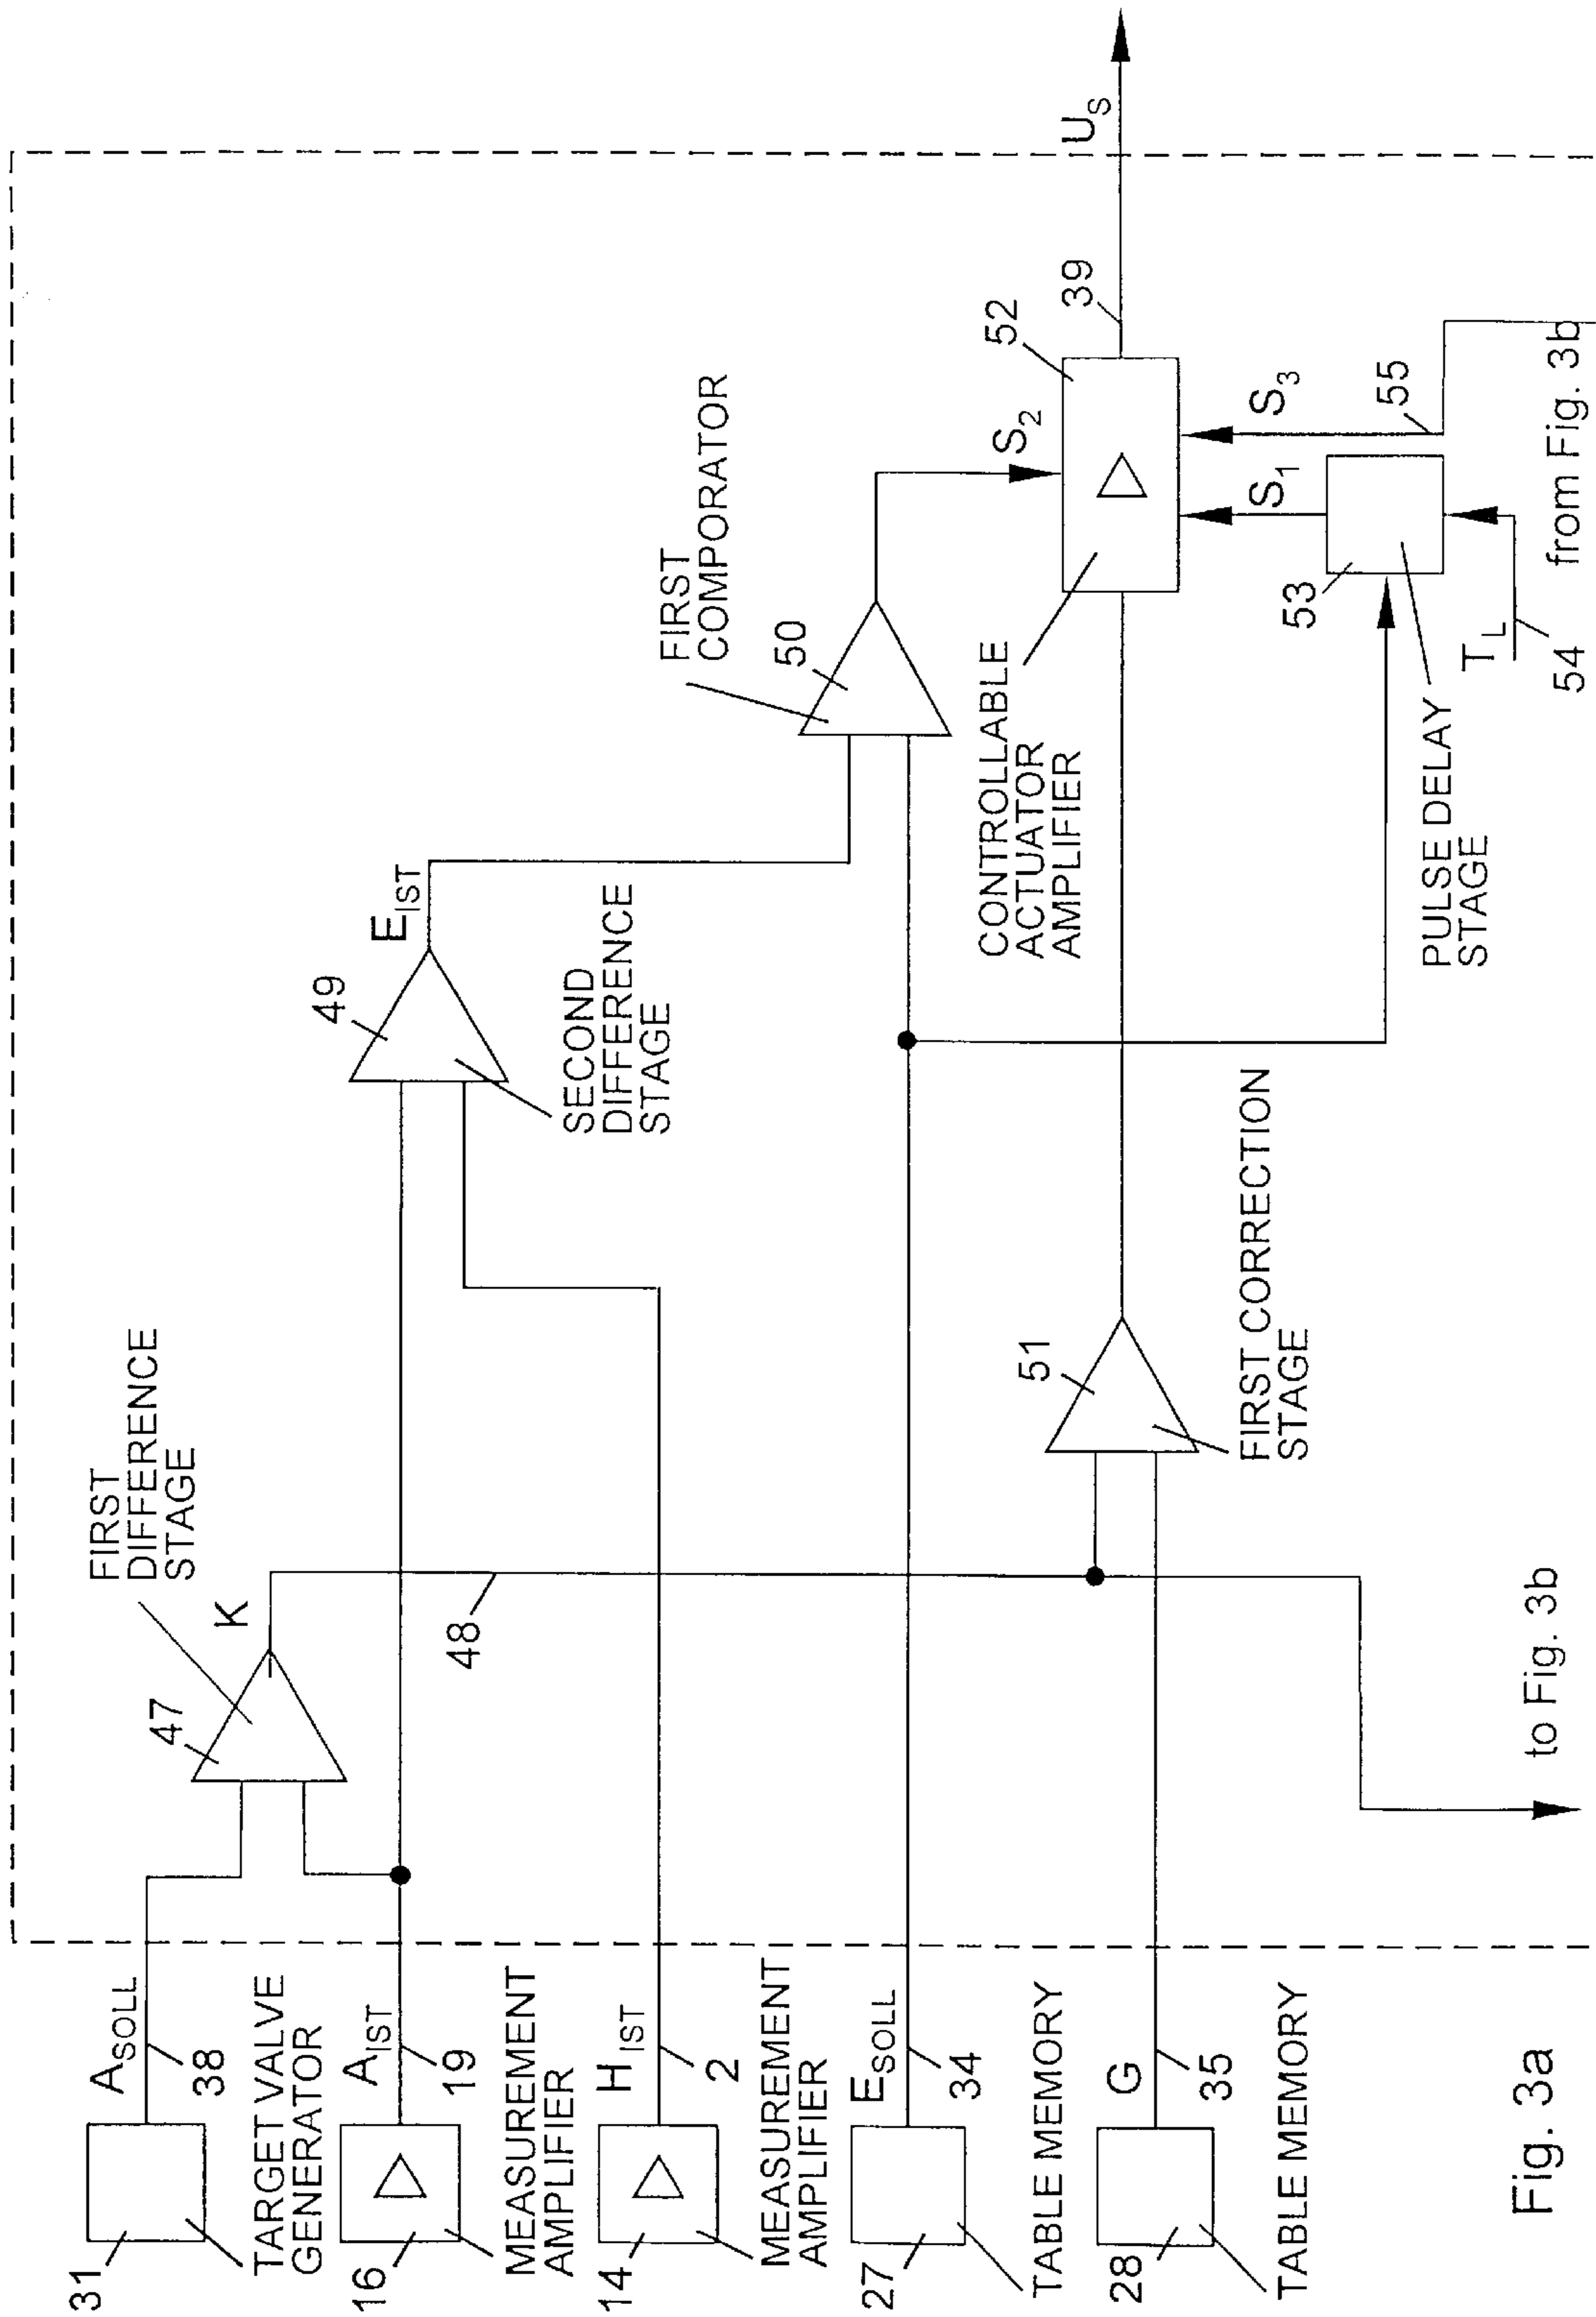 31
TARGET VALVE
GENERATOR
A_SOLL
38
16
MEASUREMENT
AMPLIFIER
A_IST
19
14
MEASUREMENT
AMPLIFIER
H_IST
2
27
TABLE MEMORY
E_SOLL
34
28
TABLE MEMORY
G
35
47
FIRST
DIFFERENCE
STAGE
K
48
to Fig. 3b
49
SECOND
DIFFERENCE
STAGE
E_IST
51
FIRST CORRECTION
STAGE
FIRST
COMPORATOR
50
S_2
CONTROLLABLE
ACTUATOR
AMPLIFIER
52
39
U_S
S_1
S_3
53
55
PULSE DELAY
STAGE
T_L
54
from Fig. 3b
Fig. 3a